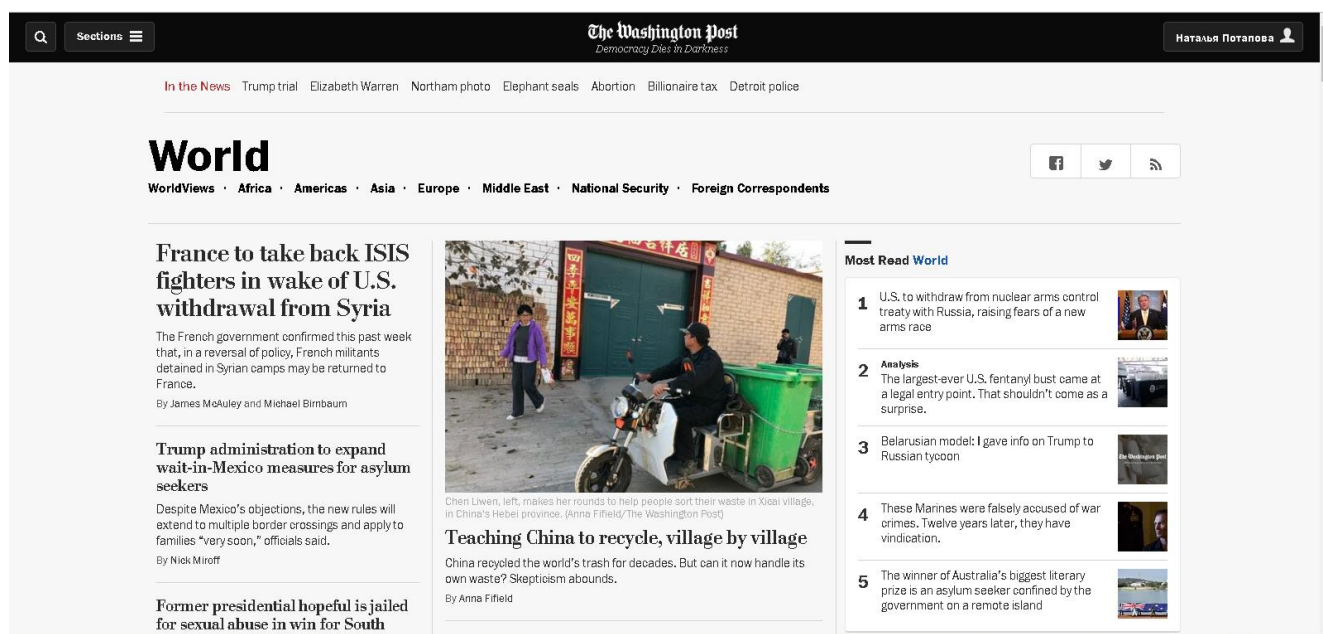 Sections
The Washington Post
Democracy Dies in Darkness
Наталья Потапова
In the News Trump trial Elizabeth Warren Northam photo Elephant seals Abortion Billionaire tax Detroit police
World
WorldViews · Africa · Americas · Asia · Europe · Middle East · National Security · Foreign Correspondents
France to take back ISIS
fighters in wake of U.S.
withdrawal from Syria
The French government confirmed this past week
that, in a reversal of policy, French militants
detained in Syrian camps may be returned to
France.
By James McAuley and Michael Birnbaum
Trump administration to expand
wait-in-Mexico measures for asylum
seekers
Despite Mexico's objections, the new rules will
extend to multiple border crossings and apply to
families “very soon,” officials said.
By Nick Miroff
Former presidential hopeful is jailed
for sexual abuse in win for South
四季平安萬事順
Chen Liwen, left, makes her rounds to help people sort their waste in Xicai village,
in China's Hebei province. (Anna Fifield/The Washington Post)
Teaching China to recycle, village by village
China recycled the world's trash for decades. But can it now handle its
own waste? Skepticism abounds.
By Anna Fifield
Most Read World
1 U.S. to withdraw from nuclear arms control
treaty with Russia, raising fears of a new
arms race
2 Analysis
The largest-ever U.S. fentanyl bust came at
a legal entry point. That shouldn't come as a
surprise.
3 Belarusian model: I gave info on Trump to
Russian tycoon
The Washington Post
4 These Marines were falsely accused of war
crimes. Twelve years later, they have
vindication.
5 The winner of Australia's biggest literary
prize is an asylum seeker confined by the
government on a remote island